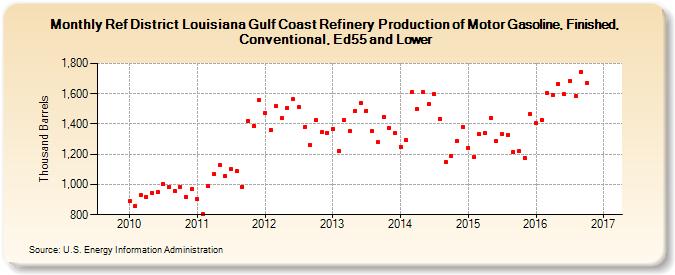 Monthly Ref District Louisiana Gulf Coast Refinery Production of Motor Gasoline, Finished,
Conventional, Ed55 and Lower
Thousand Barrels
1,800
1,600
1,400
1,200
1,000
800
2010 2011 2012 2013 2014 2015 2016 2017
Source: U.S. Energy Information Administration